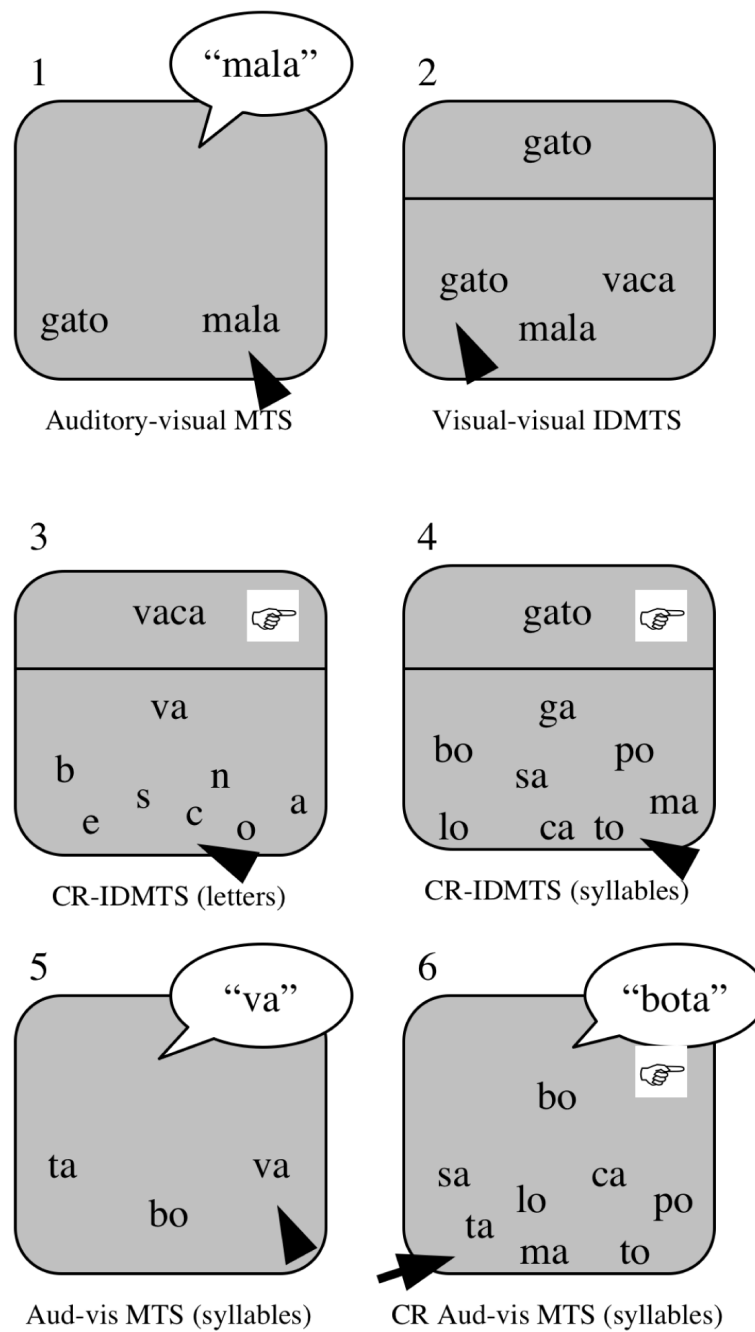 1
“mala”
gato mala
Auditory-visual MTS
2
gato
gato vaca
mala
Visual-visual IDMTS
3
vaca
va
b n
s a
e c o
CR-IDMTS (letters)
4
gato
ga
bo po
sa
ma
lo ca to
CR-IDMTS (syllables)
5
“va”
ta va
bo
Aud-vis MTS (syllables)
6
“bota”
bo
sa ca
lo po
ta
ma to
CR Aud-vis MTS (syllables)